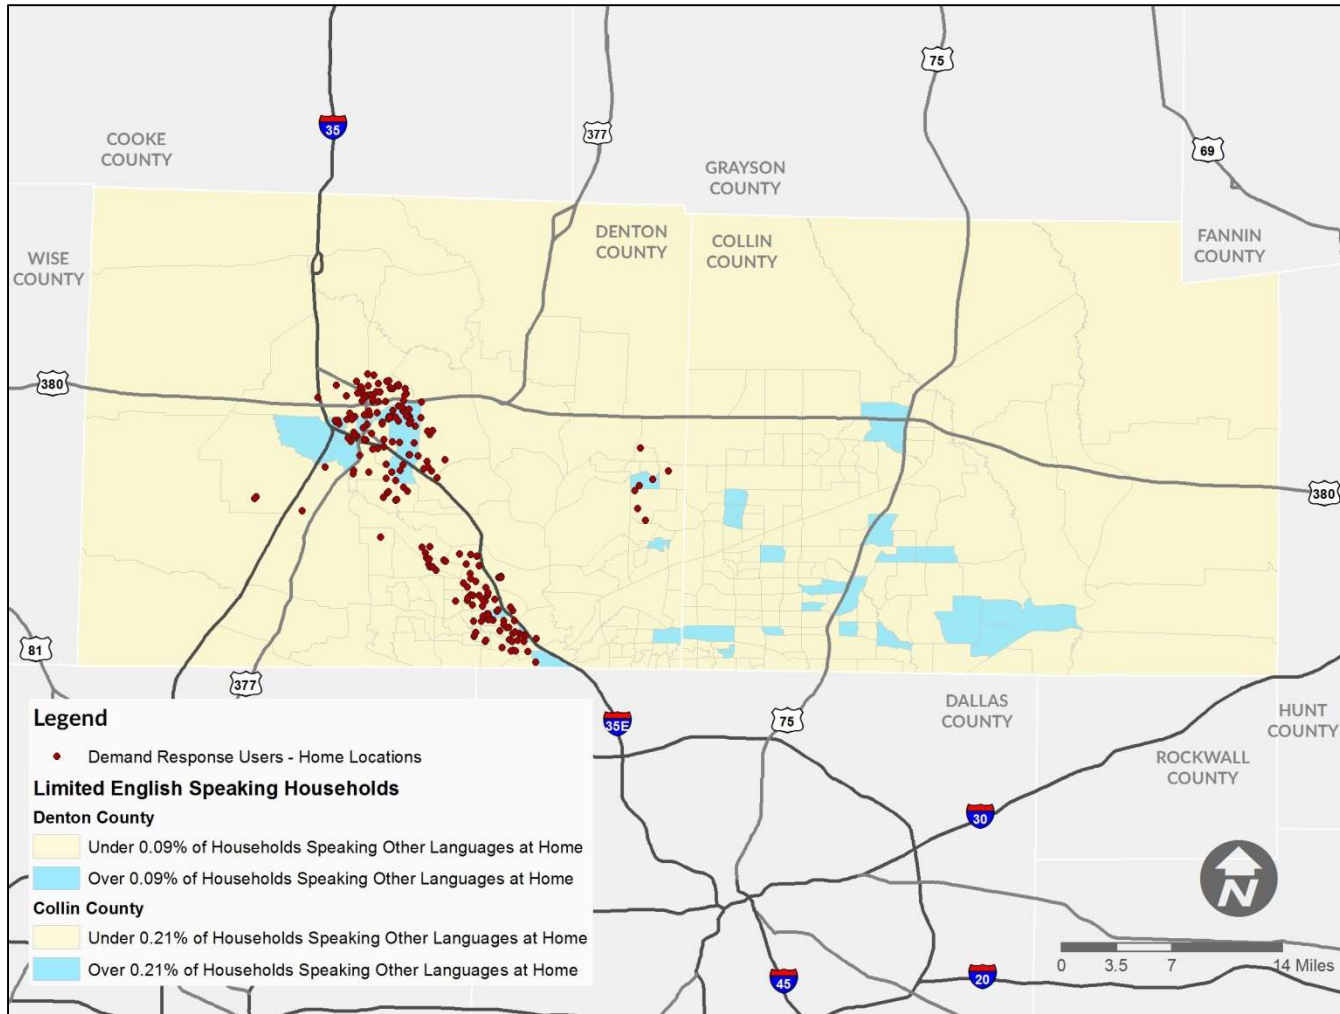 75
35
377
COOKE
COUNTY
69
GRAYSON
COUNTY
DENTON
COUNTY
COLLIN
COUNTY
FANNIN
COUNTY
WISE
COUNTY
380
380
81
377
75
35E
DALLAS
COUNTY
HUNT
COUNTY
ROCKWALL
COUNTY
30
45
20
Legend
Demand Response Users - Home Locations
Limited English Speaking Households
Denton County
Under 0.09% of Households Speaking Other Languages at Home
Over 0.09% of Households Speaking Other Languages at Home
Collin County
Under 0.21% of Households Speaking Other Languages at Home
Over 0.21% of Households Speaking Other Languages at Home
N
0 3.5 7 14 Miles